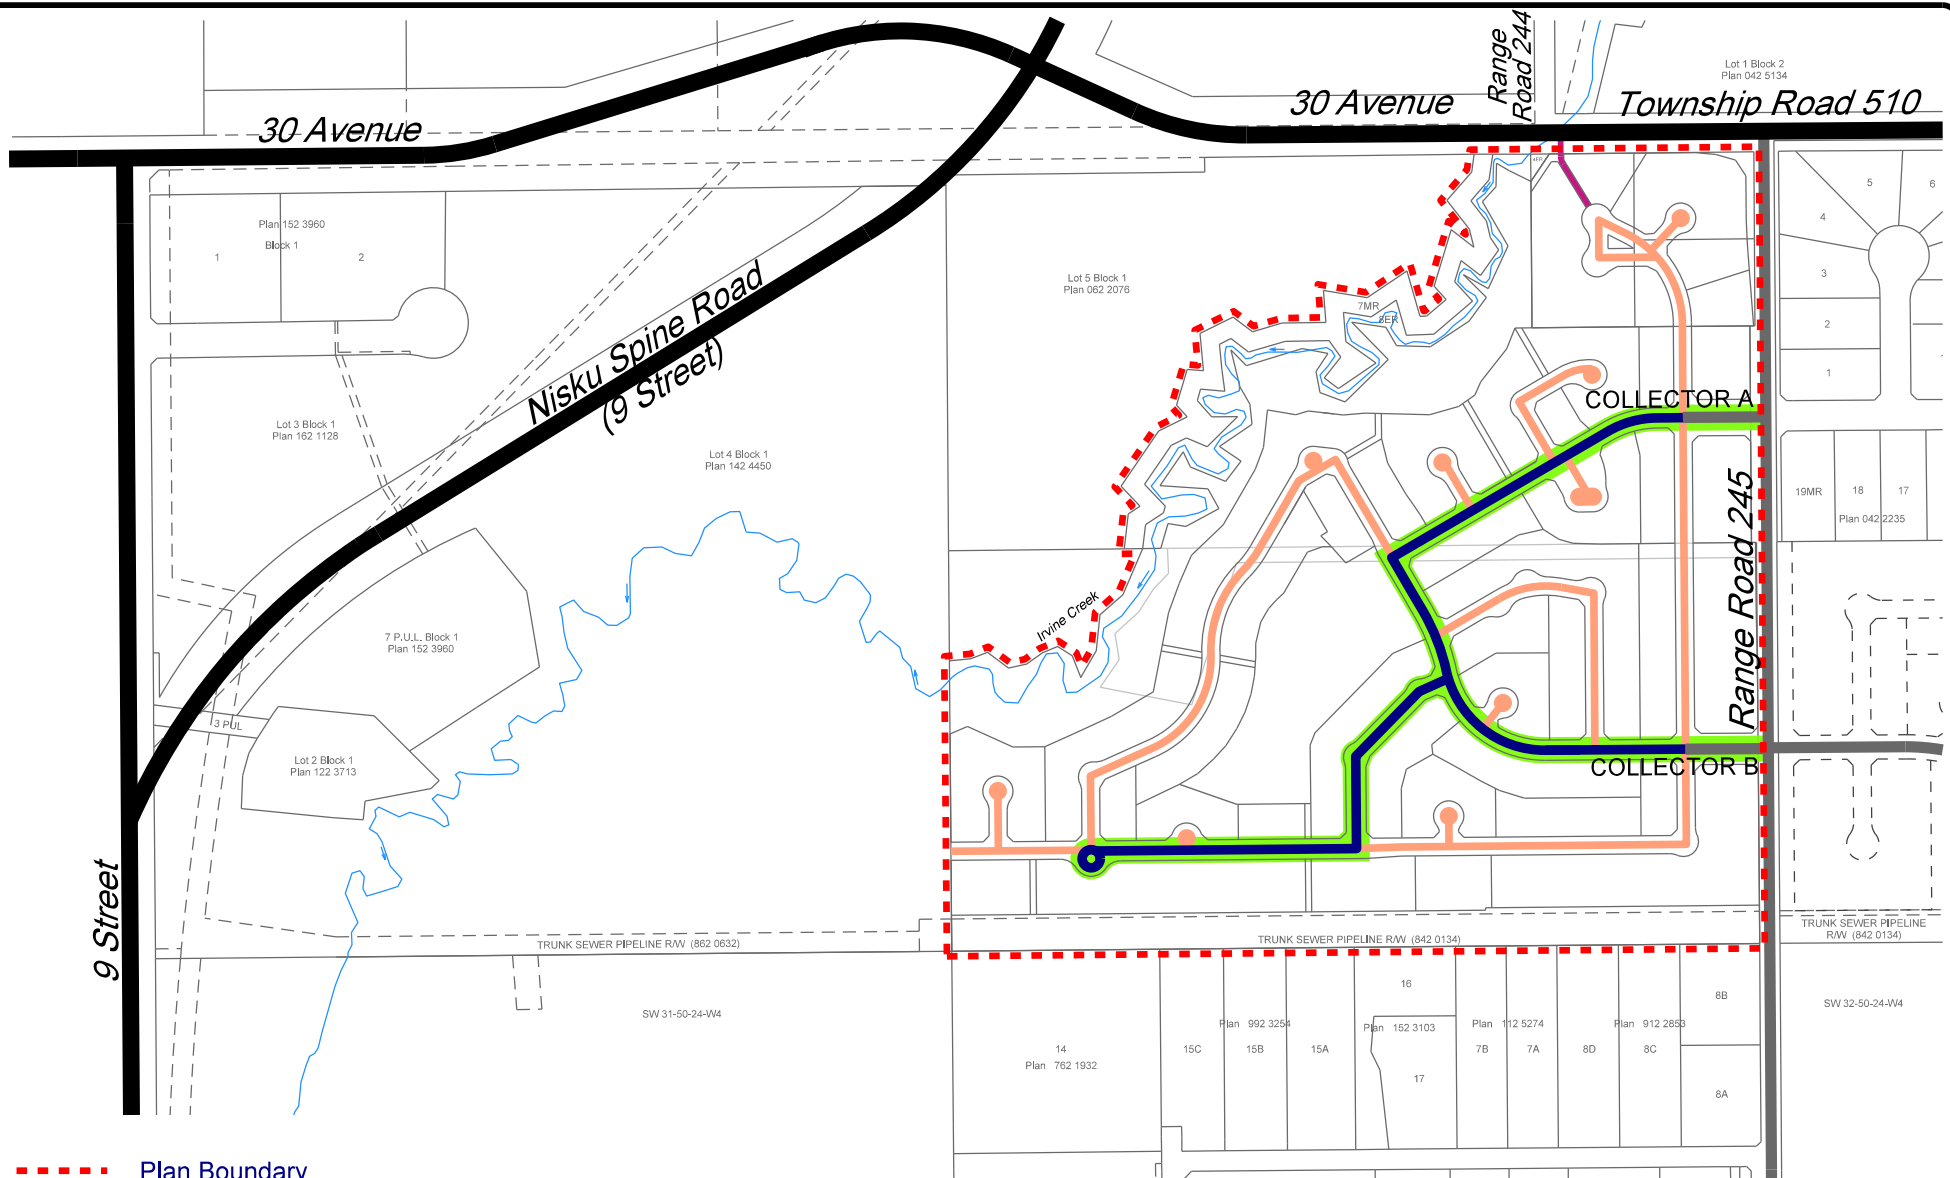 Range
Road 244
Lot 1 Block 2
Plan 042 5134
30 Avenue
30 Avenue
Township Road 510
4ER
5
6
4
3
2
1
Plan 152 3960
Block 1
1
2
Lot 5 Block 1
Plan 062 2076
7MR
8ER
Nisku Spine Road
(9 Street)
COLLECTOR A
Lot 3 Block 1
Plan 162 1128
Lot 4 Block 1
Plan 142 4450
Range Road 245
19MR
18
17
Plan 042 2235
Irvine Creek
7 P.U.L. Block 1
Plan 152 3960
3 PUL
Lot 2 Block 1
Plan 122 3713
COLLECTOR B
9 Street
TRUNK SEWER PIPELINE R/W (862 0632)
TRUNK SEWER PIPELINE R/W (842 0134)
TRUNK SEWER PIPELINE
R/W (842 0134)
SW 31-50-24-W4
SW 32-50-24-W4
14
Plan 762 1932
15C
Plan 992 3254
15B
15A
16
Plan 152 3103
17
Plan 112 5274
7B
7A
8D
Plan 912 2853
8C
8B
8A
Plan Boundary